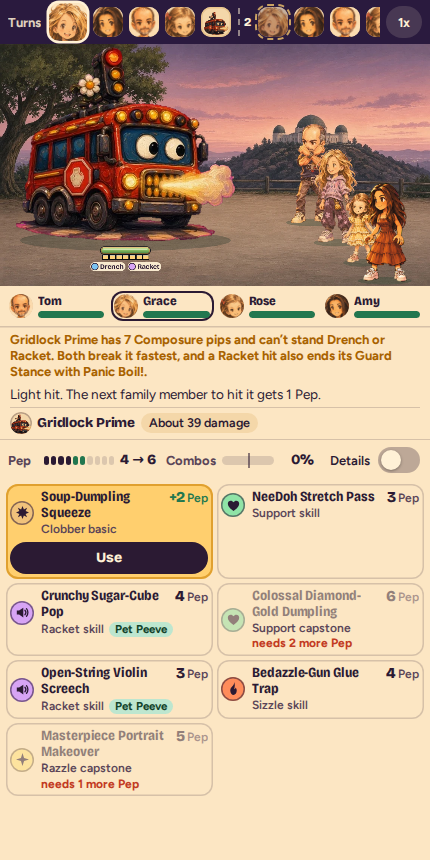 Turns
2
1x
Drench Racket
Tom Grace Rose Amy
Gridlock Prime has 7 Composure pips and can't stand Drench or
Racket. Both break it fastest, and a Racket hit also ends its Guard
Stance with Panic Boil!.
Light hit. The next family member to hit it gets 1 Pep.
Gridlock Prime About 39 damage
Pep 4 → 6 Combos 0% Details
Soup-Dumpling
Squeeze
+2 Pep
Clobber basic
Use
NeeDoh Stretch Pass 3 Pep
Support skill
Crunchy Sugar-Cube
Pop
4 Pep
Racket skill Pet Peeve
Colossal Diamond-
Gold Dumpling
6 Pep
Support capstone
needs 2 more Pep
Open-String Violin
Screech
3 Pep
Racket skill Pet Peeve
Bedazzle-Gun Glue
Trap
4 Pep
Sizzle skill
Masterpiece Portrait
Makeover
5 Pep
Razzle capstone
needs 1 more Pep